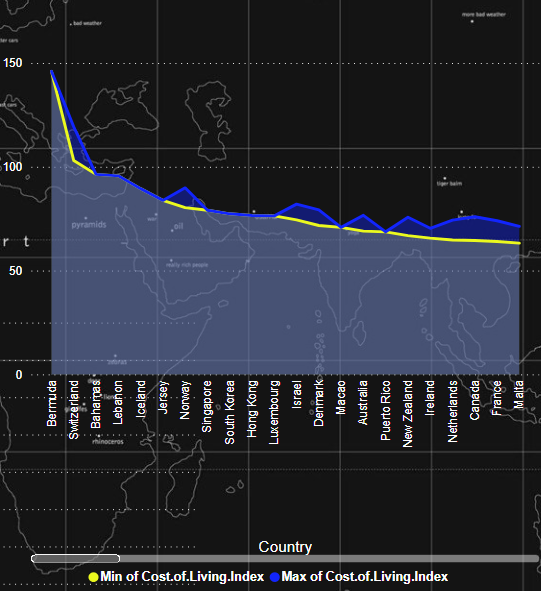 more bad weather
bad weather
150
100
tiger balm
pyramids
oil
r t
really rich people
50
0
rhinoceros
Bermuda
Switzerland
Bahamas
Lebanon
Iceland
Jersey
Norway
Singapore
South Korea
Hong Kong
Luxembourg
Israel
Denmark
Macao
Australia
Puerto Rico
New Zealand
Ireland
Netherlands
Canada
France
Malta
Country
Min of Cost.of.Living.Index
Max of Cost.of.Living.Index